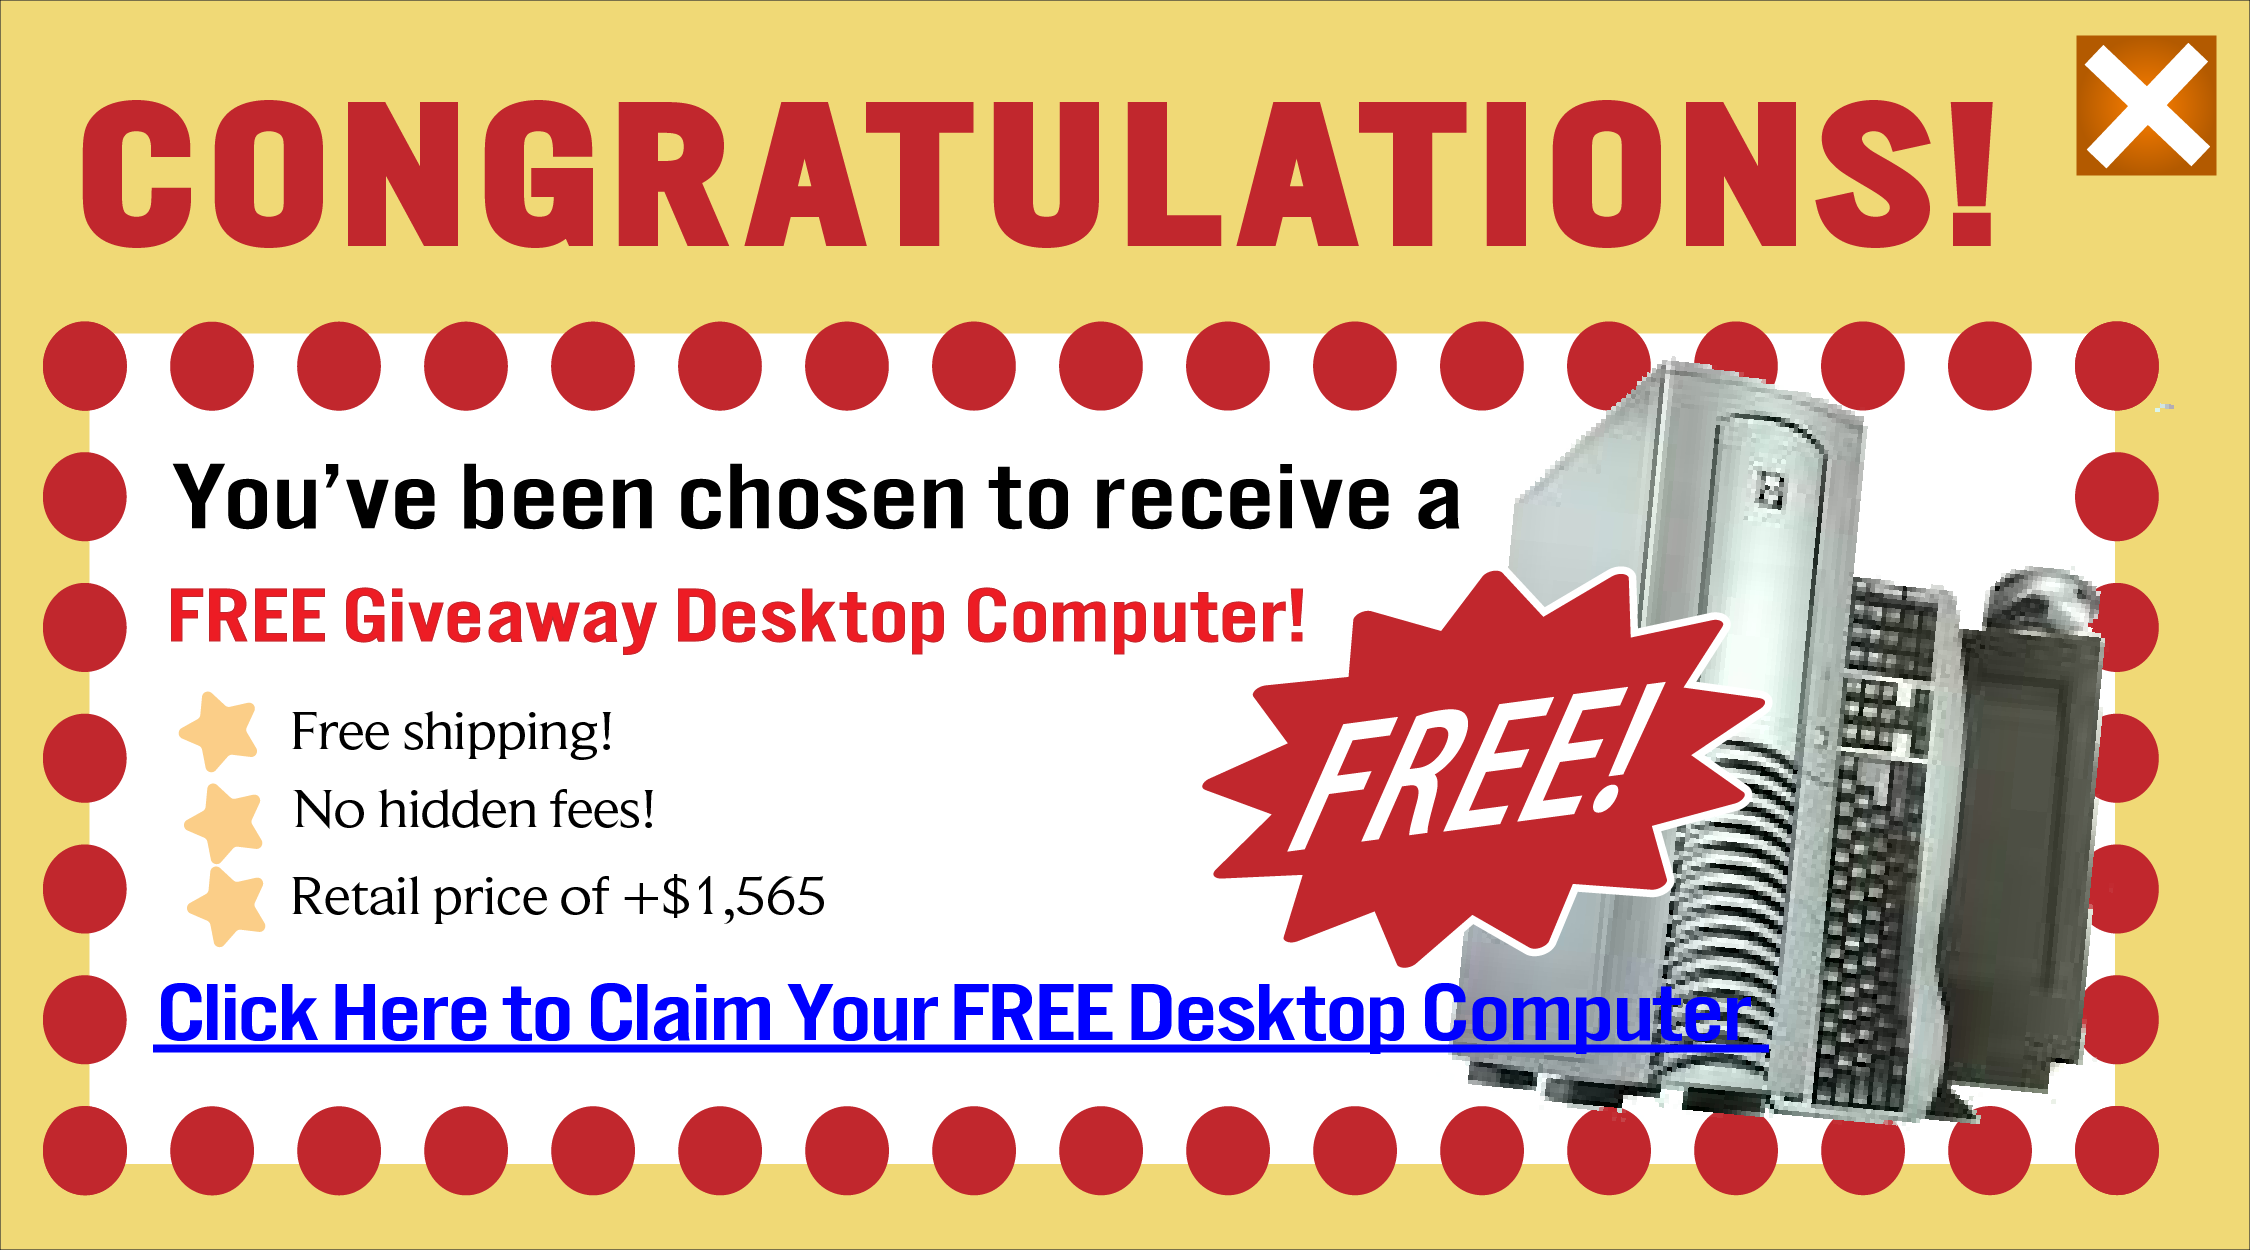 CONGRATULATIONS!
You’ve been chosen to receive a
FREE Giveaway Desktop Computer!
Free shipping!
No hidden fees!
Retail price of +$1,565
FREE!
Click Here to Claim Your FREE Desktop Computer